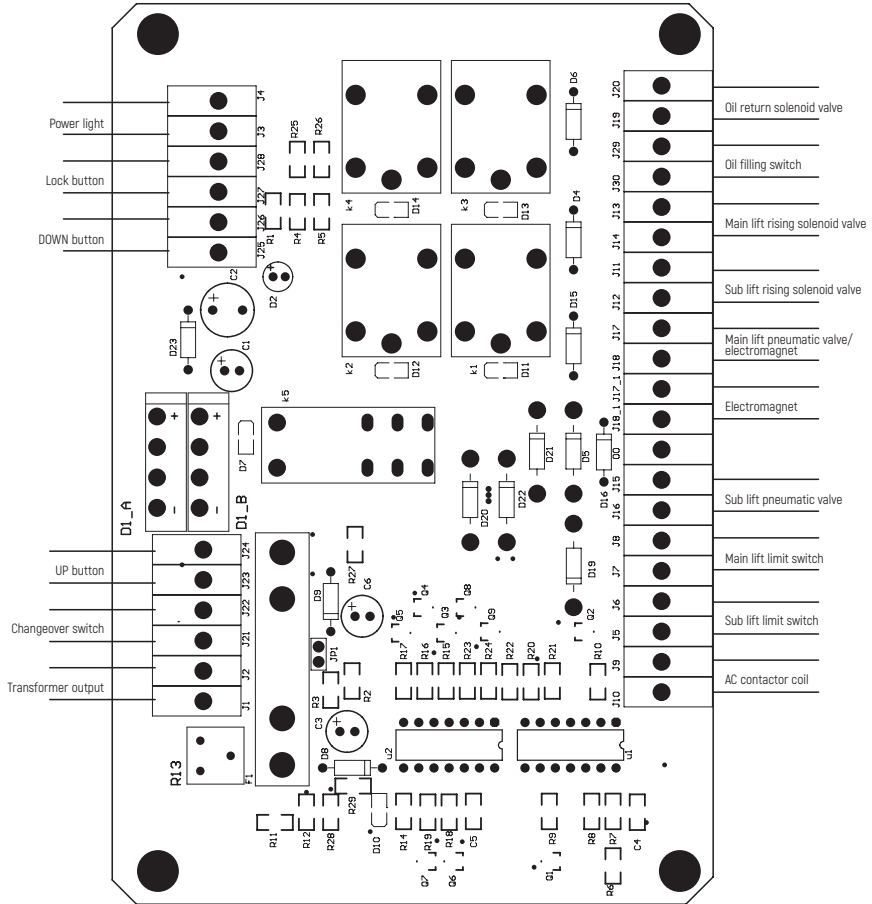 Power light
Lock button
DOWN button
UP button
Changeover switch
Transformer output
J4
J3
J28
J27
J26
J25
R25
R26
R1
R4
R5
C2
D2
C1
D23
k4
D14
k3
D13
k2
D12
k1
D11
D6
D4
D15
k5
D7
+
-
+
-
D1_A
D1_B
D21
D5
D16
D20
D22
D19
J24
J23
J22
J21
J2
J1
R27
D9
C6
JP1
R3
R2
C3
D8
R13
F1
Q4
Q8
Q5
Q3
Q9
Q2
R17
R16
R15
R23
R24
R22
R20
R21
R10
u2
u1
R29
R11
R12
R28
D10
R14
R19
R18
C5
R9
R8
R7
C4
Q7
Q6
Q1
R6
J20
J19
J29
J30
J13
J14
J11
J12
J17
J18
J17_1
J18_1
00
J15
J16
J8
J7
J6
J5
J9
J10
Oil return solenoid valve
Oil filling switch
Main lift rising solenoid valve
Sub lift rising solenoid valve
Main lift pneumatic valve/
electromagnet
Electromagnet
Sub lift pneumatic valve
Main lift limit switch
Sub lift limit switch
AC contactor coil